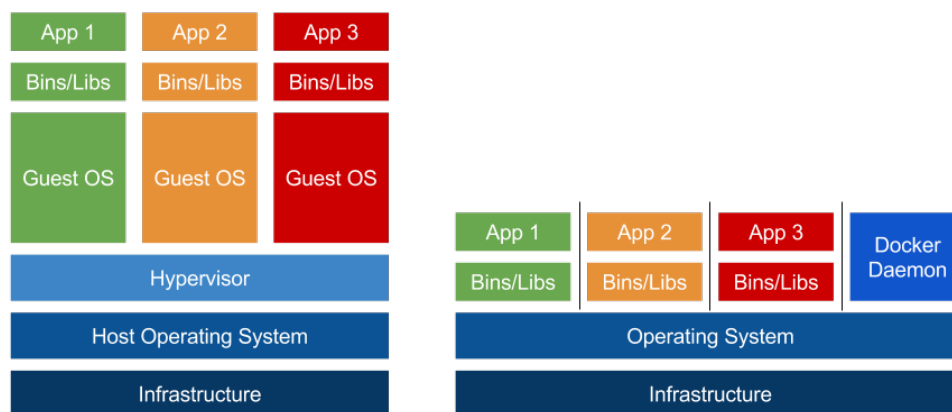 App 1
App 2
App 3
Bins/Libs
Bins/Libs
Bins/Libs
Guest OS
Guest OS
Guest OS
Hypervisor
Host Operating System
Infrastructure
App 1
App 2
App 3
Docker
Daemon
Bins/Libs
Bins/Libs
Bins/Libs
Operating System
Infrastructure